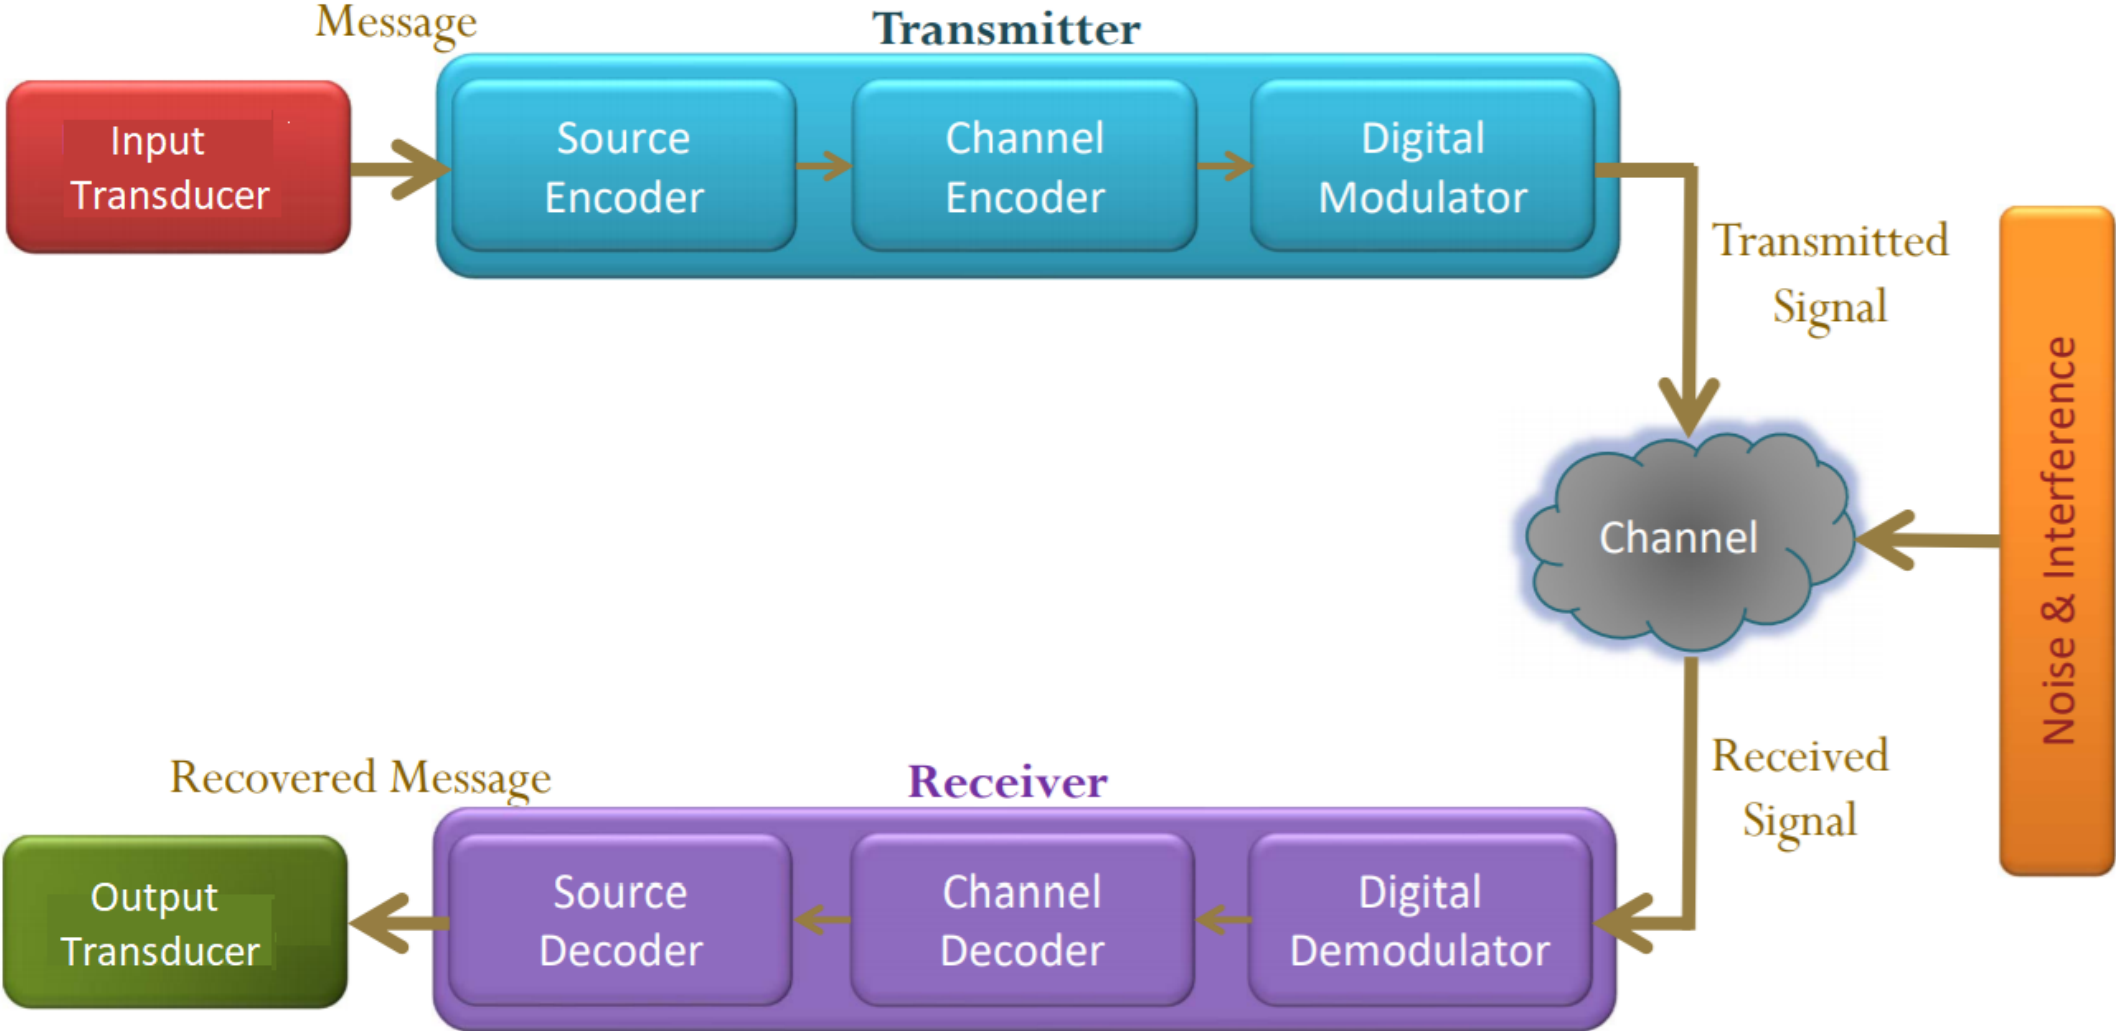 Message
Transmitter
Input
Transducer
Source
Encoder
Channel
Encoder
Digital
Modulator
Transmitted
Signal
Channel
Noise & Interference
Received
Signal
Receiver
Recovered Message
Digital
Demodulator
Channel
Decoder
Source
Decoder
Output
Transducer